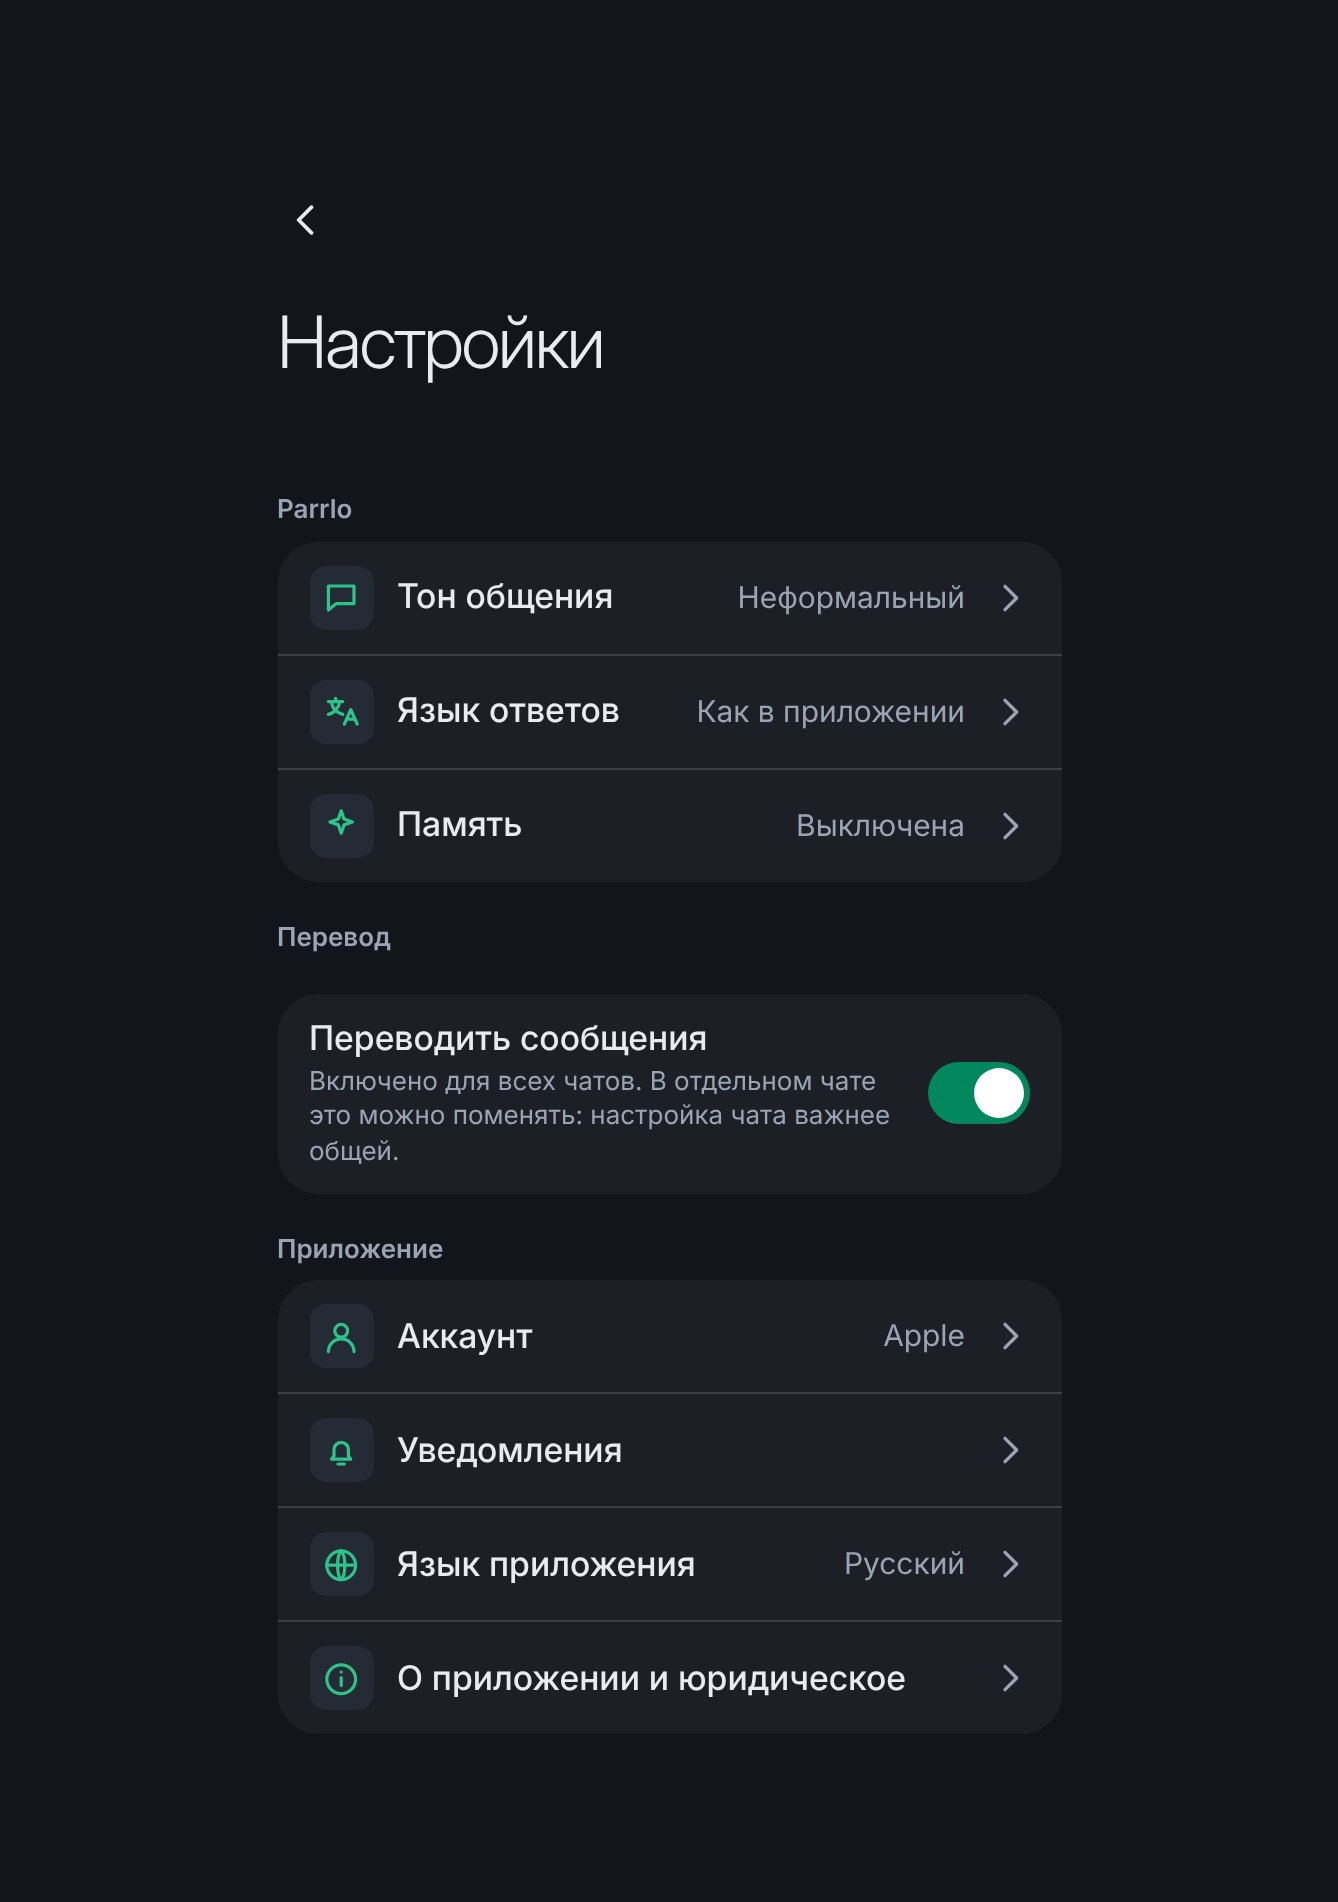 Настройки
Parrlo
Тон общения
Неформальный
Язык ответов
Как в приложении
Память
Выключена
Перевод
Переводить сообщения
Включено для всех чатов. В отдельном чате
это можно поменять: настройка чата важнее
общей.
Приложение
Аккаунт
Apple
Уведомления
Язык приложения
Русский
О приложении и юридическое